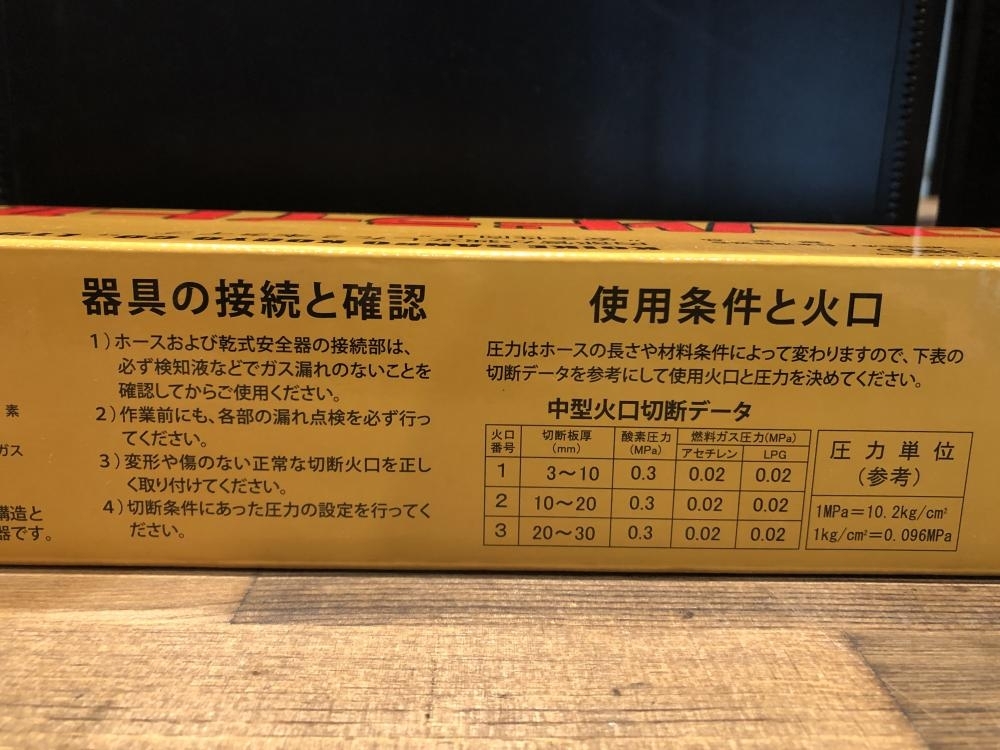 器具の接続と確認
1）ホースおよび乾式安全器の接続部は、
必ず検知液などでガス漏れのないことを
確認してからご使用ください。
2）作業前にも、各部の漏れ点検を必ず行っ
てください。
3）変形や傷のない正常な切断火口を正し
く取り付けてください。
4）切断条件にあった圧力の設定を行ってく
ださい。
素
ガス
構造と
器です。
使用条件と火口
圧力はホースの長さや材料条件によって変わりますので、下表の
切断データを参考にして使用火口と圧力を決めてください。
中型火口切断データ
火口番号 切断板厚(mm) 酸素圧力(MPa) 燃料ガス圧力(MPa)
アセチレン LPG
1 3～10 0.3 0.02 0.02
2 10～20 0.3 0.02 0.02
3 20～30 0.3 0.02 0.02
圧力単位
(参考)
1MPa=10.2kg/cm²
1kg/cm²=0.096MPa